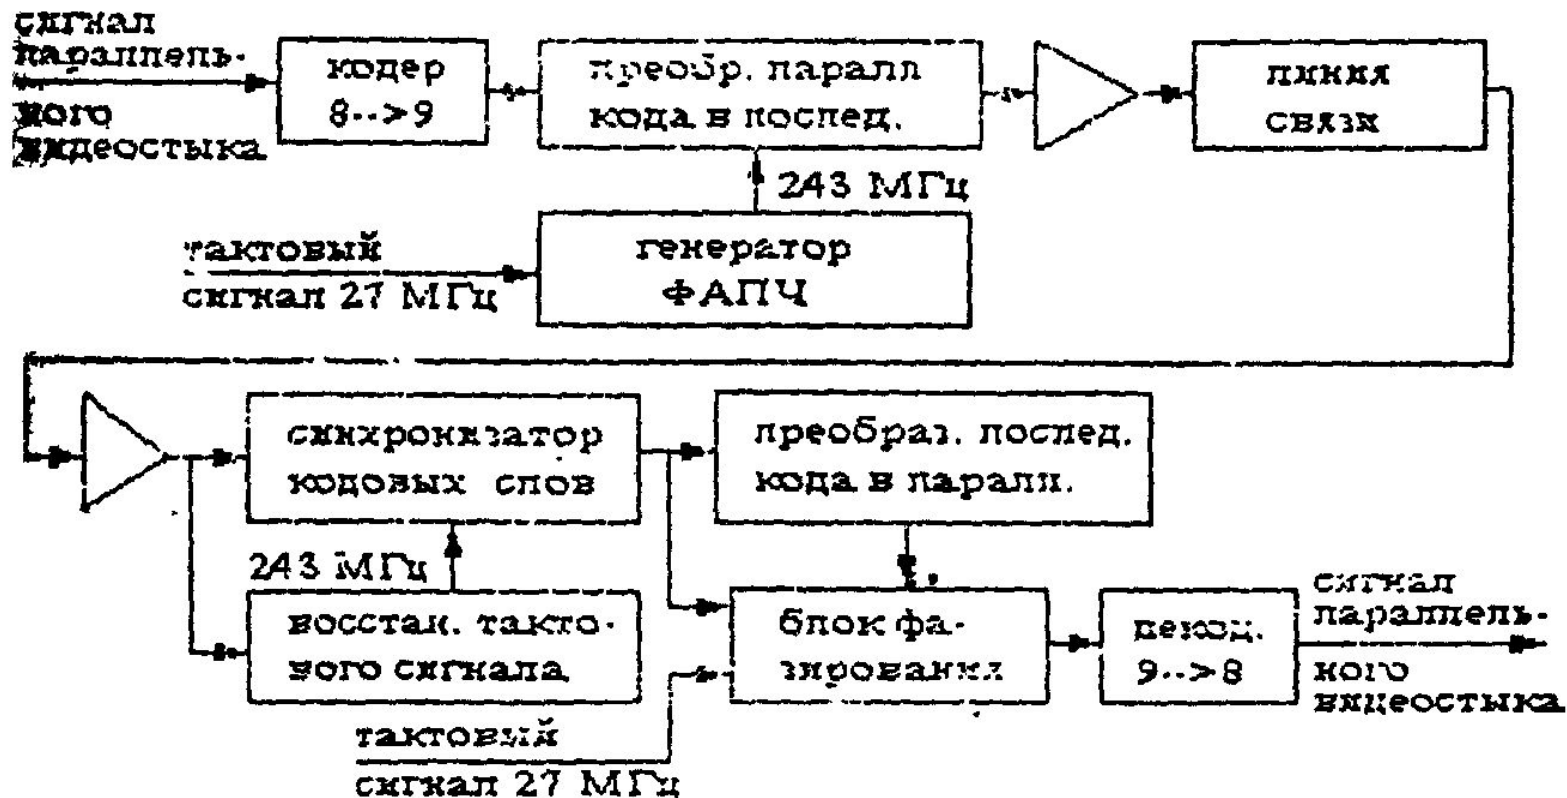 сигнал
параллель-
ного
видеостыка
кодер
8..>9
преобр. паралл
кода в послед.
линия
связи
243 МГц
тактовый
сигнал 27 МГц
генератор
ФАПЧ
синхронизатор
кодовых слов
преобраз. послед.
кода в паралл.
243 МГц
восстан. такто-
вого сигнала
блок фа-
зирования
декод.
9..>8
сигнал
параллель-
ного
видеостыка
тактовый
сигнал 27 МГц